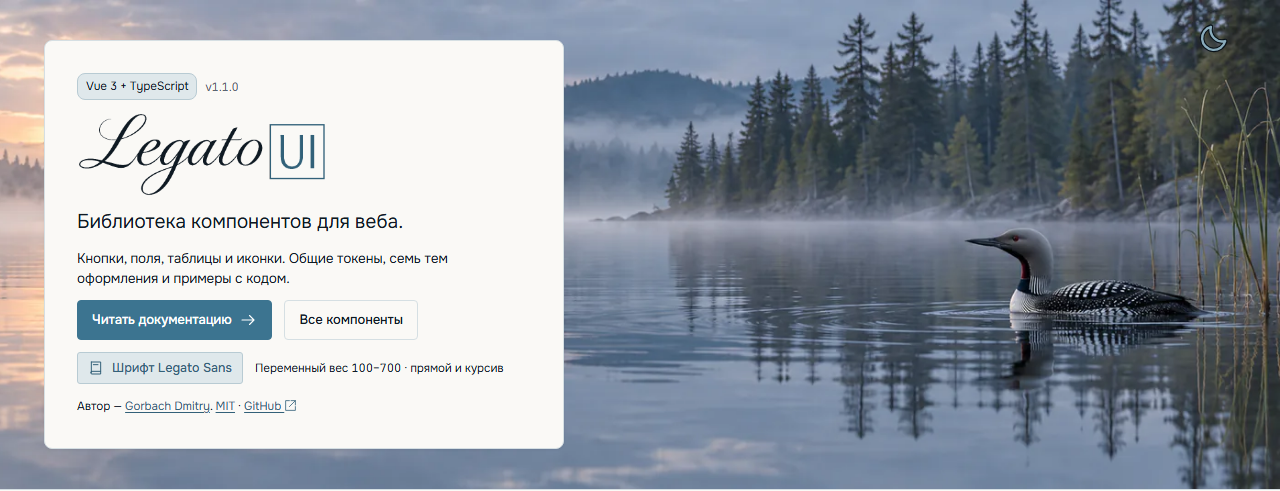 Vue 3 + TypeScript v1.1.0
Legato UI
Библиотека компонентов для веба.
Кнопки, поля, таблицы и иконки. Общие токены, семь тем
оформления и примеры с кодом.
Читать документацию → Все компоненты
Шрифт Legato Sans Переменный вес 100–700 · прямой и курсив
Автор — Gorbach Dmitry. MIT · GitHub